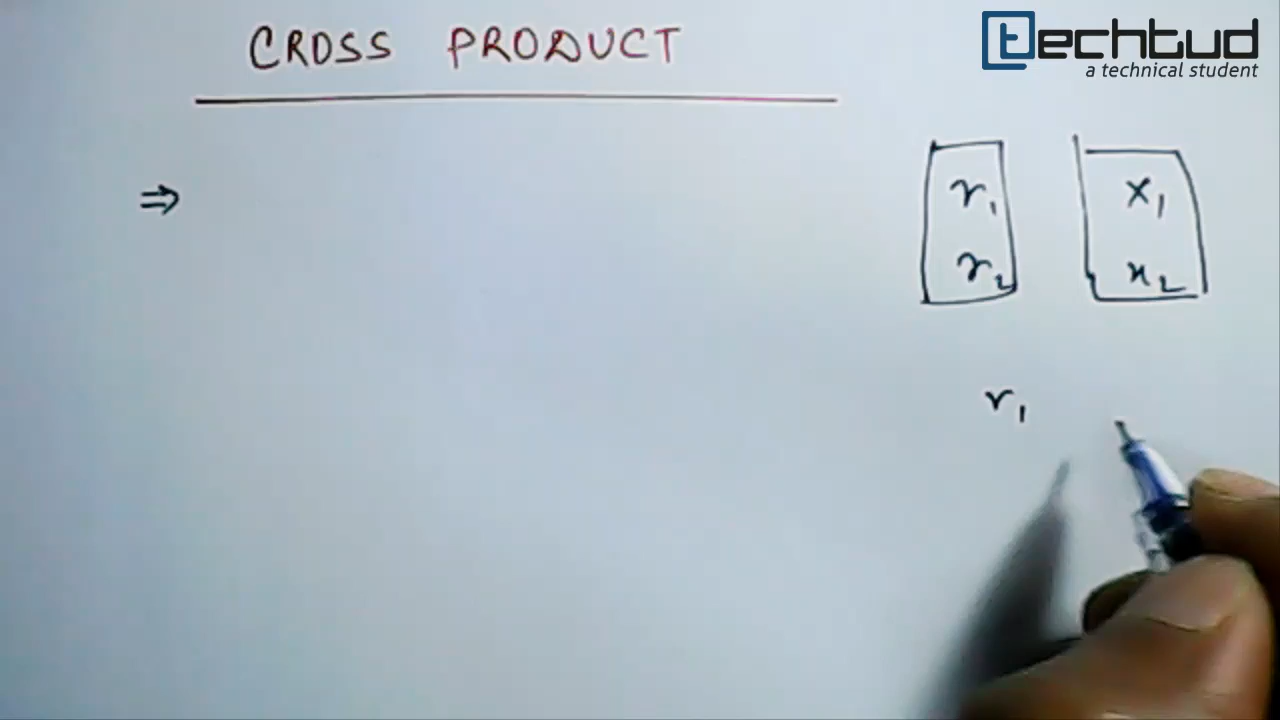 CROSS PRODUCT
techtud
a technical student
⇒
r1 x1
r2 x2
r1